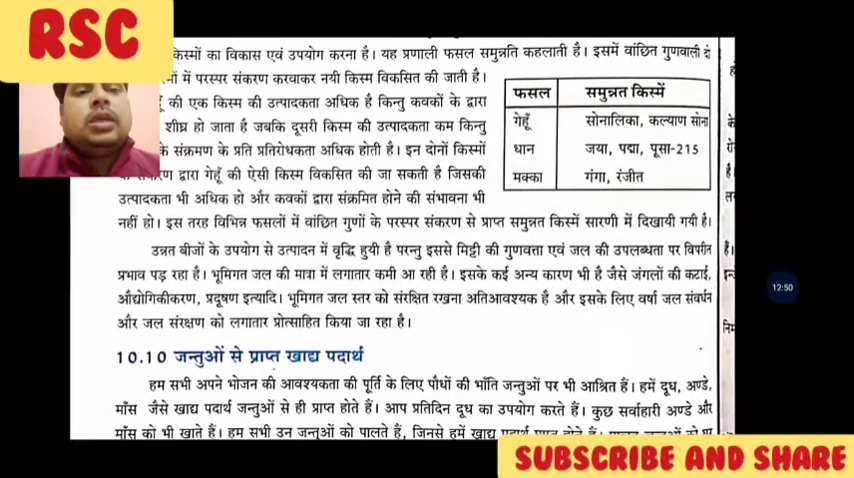 RSC
किस्मों का विकास एवं उपयोग करना है। यह प्रणाली फसल समुन्नति कहलाती है। इसमें वांछित गुणवाली दो
में परस्पर संकरण करवाकर नयी किस्म विकसित की जाती है।
की एक किस्म की उत्पादकता अधिक है किन्तु कवकों के द्वारा
शीघ्र हो जाता है जबकि दूसरी किस्म की उत्पादकता कम किन्तु
के संक्रमण के प्रति प्रतिरोधकता अधिक होती है। इन दोनों किस्मों
द्वारा गेहूँ की ऐसी किस्म विकसित की जा सकती है जिसकी
उत्पादकता भी अधिक हो और कवकों द्वारा संक्रमित होने की संभावना भी
फसल समुन्नत किस्में
गेहूँ सोनालिका, कल्याण सोना
धान जया, पद्मा, पूसा-215
मक्का गंगा, रंजीत
नहीं हो। इस तरह विभिन्न फसलों में वांछित गुणों के परस्पर संकरण से प्राप्त समुन्नत किस्में सारणी में दिखायी गयी है।
उन्नत बीजों के उपयोग से उत्पादन में वृद्धि हुयी है परन्तु इससे मिट्टी की गुणवत्ता एवं जल की उपलब्धता पर विपरीत
प्रभाव पड़ रहा है। भूमिगत जल की मात्रा में लगातार कमी आ रही है। इसके कई अन्य कारण भी है जैसे जंगलों की कटाई,
औद्योगिकीकरण, प्रदूषण इत्यादि। भूमिगत जल स्तर को संरक्षित रखना अतिआवश्यक है और इसके लिए वर्षा जल संवर्धन
और जल संरक्षण को लगातार प्रोत्साहित किया जा रहा है।
10.10 जन्तुओं से प्राप्त खाद्य पदार्थ
हम सभी अपने भोजन की आवश्यकता की पूर्ति के लिए पौधों की भाँति जन्तुओं पर भी आश्रित हैं। हमें दूध, अण्डे,
माँस जैसे खाद्य पदार्थ जन्तुओं से ही प्राप्त होते हैं। आप प्रतिदिन दूध का उपयोग करते हैं। कुछ सर्वाहारी अण्डे और
माँस को भी खाते हैं। हम सभी उन जन्तुओं को पालते हैं, जिनसे हमें खाद्य पदार्थ प्राप्त होते हैं।
12:50
SUBSCRIBE AND SHARE